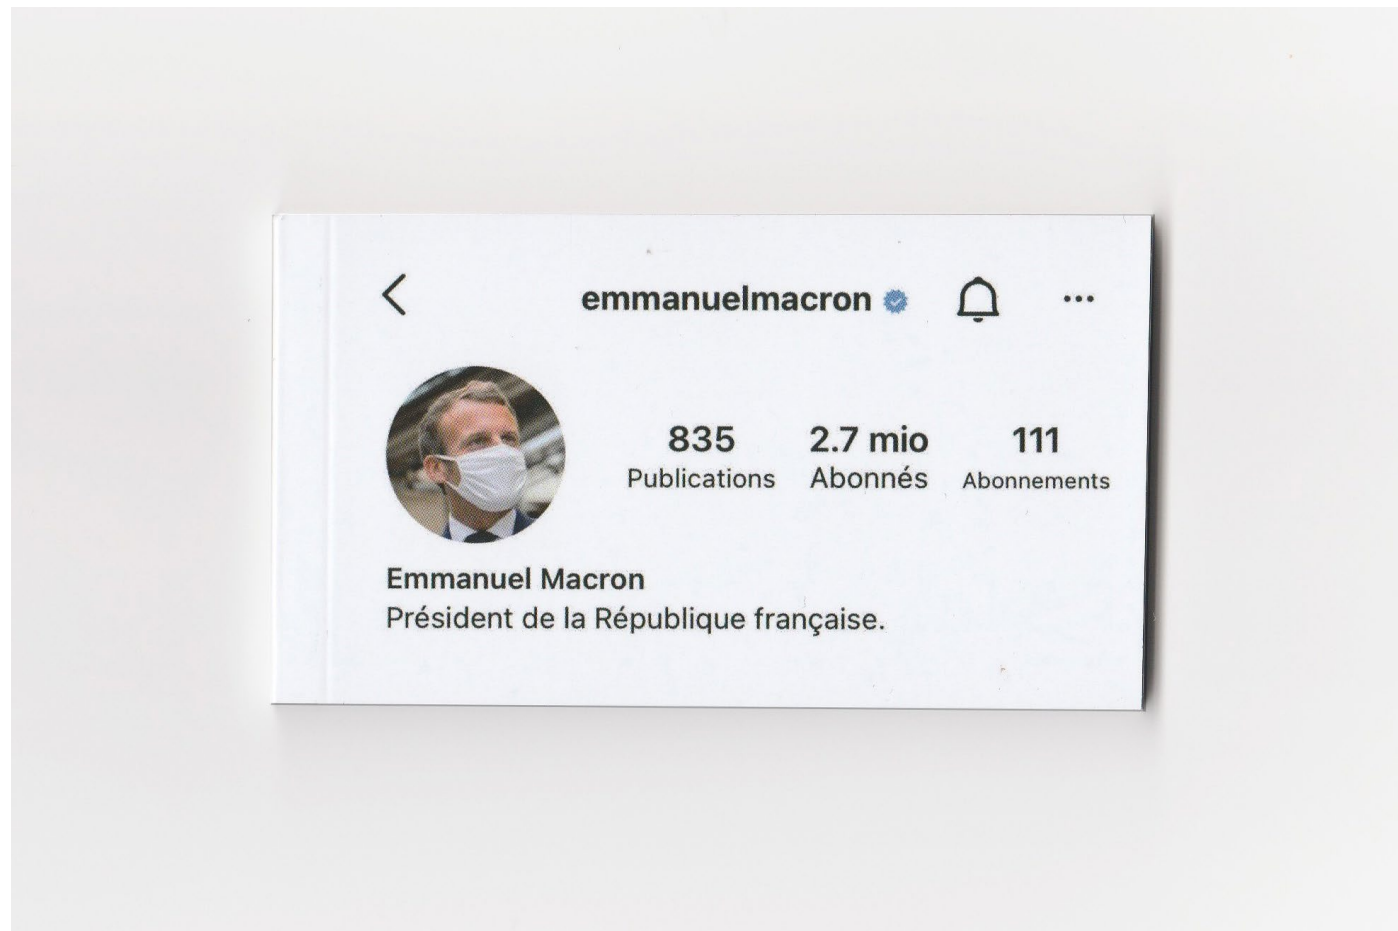 emmanuelmacron
835 2.7 mio 111
Publications Abonnés Abonnements
Emmanuel Macron
Président de la République française.